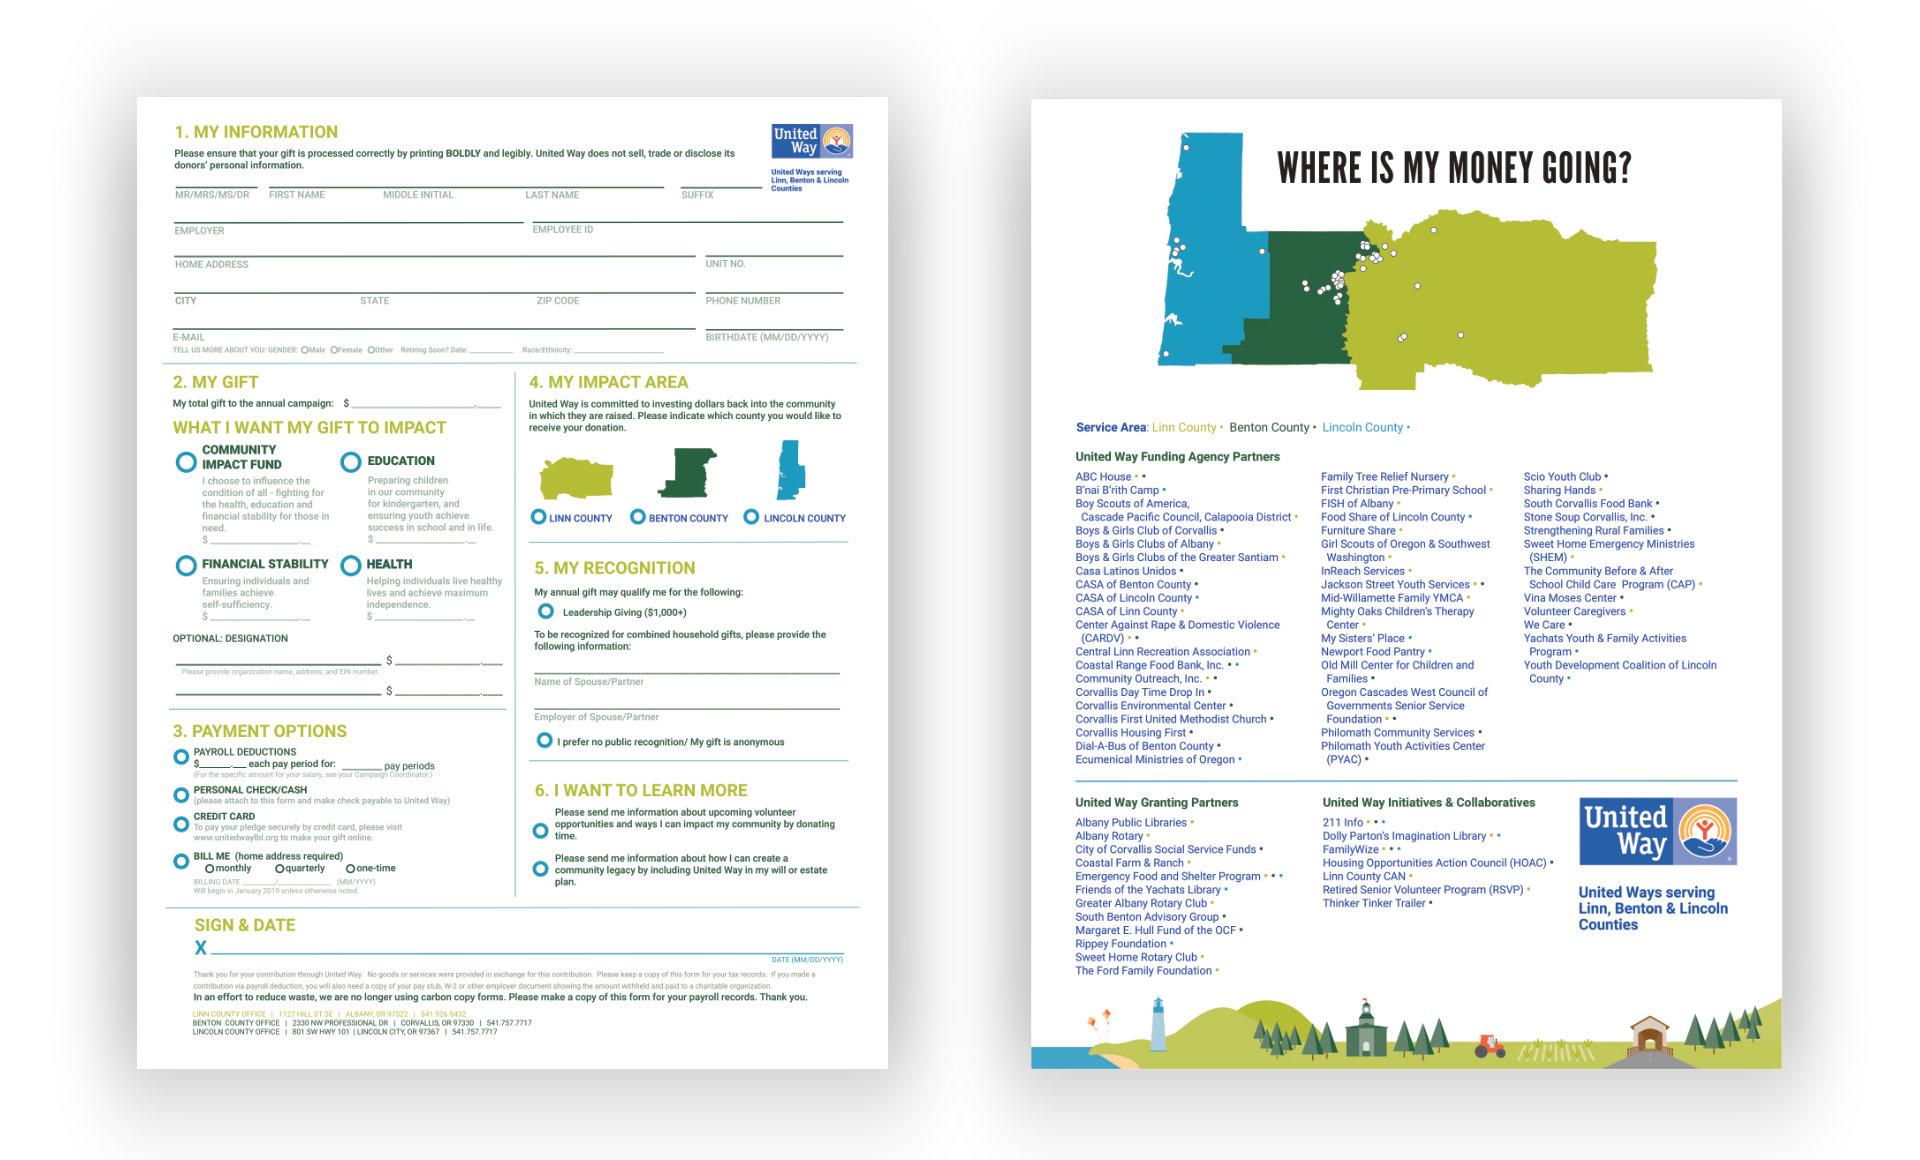 1. MY INFORMATION
Please ensure that your gift is processed correctly by printing BOLDLY and legibly. United Way does not sell, trade or disclose its
donors' personal information.
United
Way
United Ways serving
Linn, Benton & Lincoln
Counties
MR/MRS/MS/DR FIRST NAME MIDDLE INITIAL LAST NAME SUFFIX
EMPLOYER EMPLOYEE ID
HOME ADDRESS UNIT NO.
CITY STATE ZIP CODE PHONE NUMBER
E-MAIL BIRTHDATE (MM/DD/YYYY)
TELL US MORE ABOUT YOU: GENDER: Male Female Other Retiring Soon? Date: ____________ Race/Ethnicity: ____________
2. MY GIFT
My total gift to the annual campaign: $ ____________.____
WHAT I WANT MY GIFT TO IMPACT
COMMUNITY
IMPACT FUND
I choose to influence the
condition of all - fighting for
the health, education and
financial stability for those in
need.
$ ____________.__
EDUCATION
Preparing children
in our community
for kindergarten, and
ensuring youth achieve
success in school and in life.
$ ____________.__
FINANCIAL STABILITY
Ensuring individuals and
families achieve
self-sufficiency.
$ ____________.__
HEALTH
Helping individuals live healthy
lives and achieve maximum
independence.
$ ____________.__
OPTIONAL: DESIGNATION
$ ____________.____
Please provide organization name, address, and EIN number.
$ ____________.____
3. PAYMENT OPTIONS
PAYROLL DEDUCTIONS
$______.___ each pay period for: ________ pay periods
(For the specific amount for your salary, see your Campaign Coordinator.)
PERSONAL CHECK/CASH
(please attach to this form and make check payable to United Way)
CREDIT CARD
To pay your pledge securely by credit card, please visit
www.unitedwaylbl.org to make your gift online.
BILL ME (home address required)
monthly quarterly one-time
BILLING DATE ________/____________ (MM/YYYY)
Will begin in January 2019 unless otherwise noted.
4. MY IMPACT AREA
United Way is committed to investing dollars back into the community
in which they are raised. Please indicate which county you would like to
receive your donation.
LINN COUNTY BENTON COUNTY LINCOLN COUNTY
5. MY RECOGNITION
My annual gift may qualify me for the following:
Leadership Giving ($1,000+)
To be recognized for combined household gifts, please provide the
following information:
Name of Spouse/Partner
Employer of Spouse/Partner
I prefer no public recognition/ My gift is anonymous
6. I WANT TO LEARN MORE
Please send me information about upcoming volunteer
opportunities and ways I can impact my community by donating
time.
Please send me information about how I can create a
community legacy by including United Way in my will or estate
plan.
SIGN & DATE
X
DATE (MM/DD/YYYY)
Thank you for your contribution through United Way. No goods or services were provided in exchange for this contribution. Please keep a copy of this form for your tax records. If you made a
contribution via payroll deduction, you will also need a copy of your pay stub, W-2 or other employer document showing the amount withheld and paid to a charitable organization.
In an effort to reduce waste, we are no longer using carbon copy forms. Please make a copy of this form for your payroll records. Thank you.
LINN COUNTY OFFICE | 1127 HILL ST SE | ALBANY, OR 97322 | 541.926.5432
BENTON COUNTY OFFICE | 2330 NW PROFESSIONAL DR | CORVALLIS, OR 97330 | 541.757.7717
LINCOLN COUNTY OFFICE | 801 SW HWY 101 | LINCOLN CITY, OR 97367 | 541.757.7717
WHERE IS MY MONEY GOING?
Service Area: Linn County • Benton County • Lincoln County •
United Way Funding Agency Partners
ABC House • •
B'nai B'rith Camp •
Boy Scouts of America,
Cascade Pacific Council, Calapooia District •
Boys & Girls Club of Corvallis •
Boys & Girls Clubs of Albany •
Boys & Girls Clubs of the Greater Santiam •
Casa Latinos Unidos •
CASA of Benton County •
CASA of Lincoln County •
CASA of Linn County •
Center Against Rape & Domestic Violence
(CARDV) • •
Central Linn Recreation Association •
Coastal Range Food Bank, Inc. • •
Community Outreach, Inc. • •
Corvallis Day Time Drop In •
Corvallis Environmental Center •
Corvallis First United Methodist Church •
Corvallis Housing First •
Dial-A-Bus of Benton County •
Ecumenical Ministries of Oregon •
Family Tree Relief Nursery •
First Christian Pre-Primary School •
FISH of Albany •
Food Share of Lincoln County •
Furniture Share •
Girl Scouts of Oregon & Southwest
Washington •
InReach Services •
Jackson Street Youth Services • •
Mid-Willamette Family YMCA •
Mighty Oaks Children's Therapy
Center •
My Sisters' Place •
Newport Food Pantry •
Old Mill Center for Children and
Families •
Oregon Cascades West Council of
Governments Senior Service
Foundation • •
Philomath Community Services •
Philomath Youth Activities Center
(PYAC) •
Scio Youth Club •
Sharing Hands •
South Corvallis Food Bank •
Stone Soup Corvallis, Inc. •
Strengthening Rural Families •
Sweet Home Emergency Ministries
(SHEM) •
The Community Before & After
School Child Care Program (CAP) •
Vina Moses Center •
Volunteer Caregivers •
We Care •
Yachats Youth & Family Activities
Program •
Youth Development Coalition of Lincoln
County •
United Way Granting Partners
Albany Public Libraries •
Albany Rotary •
City of Corvallis Social Service Funds •
Coastal Farm & Ranch •
Emergency Food and Shelter Program • • •
Friends of the Yachats Library •
Greater Albany Rotary Club •
South Benton Advisory Group •
Margaret E. Hull Fund of the OCF •
Rippey Foundation •
Sweet Home Rotary Club •
The Ford Family Foundation •
United Way Initiatives & Collaboratives
211 Info • • •
Dolly Parton's Imagination Library • •
FamilyWize • • •
Housing Opportunities Action Council (HOAC) •
Linn County CAN •
Retired Senior Volunteer Program (RSVP) •
Thinker Tinker Trailer •
United
Way
United Ways serving
Linn, Benton & Lincoln
Counties